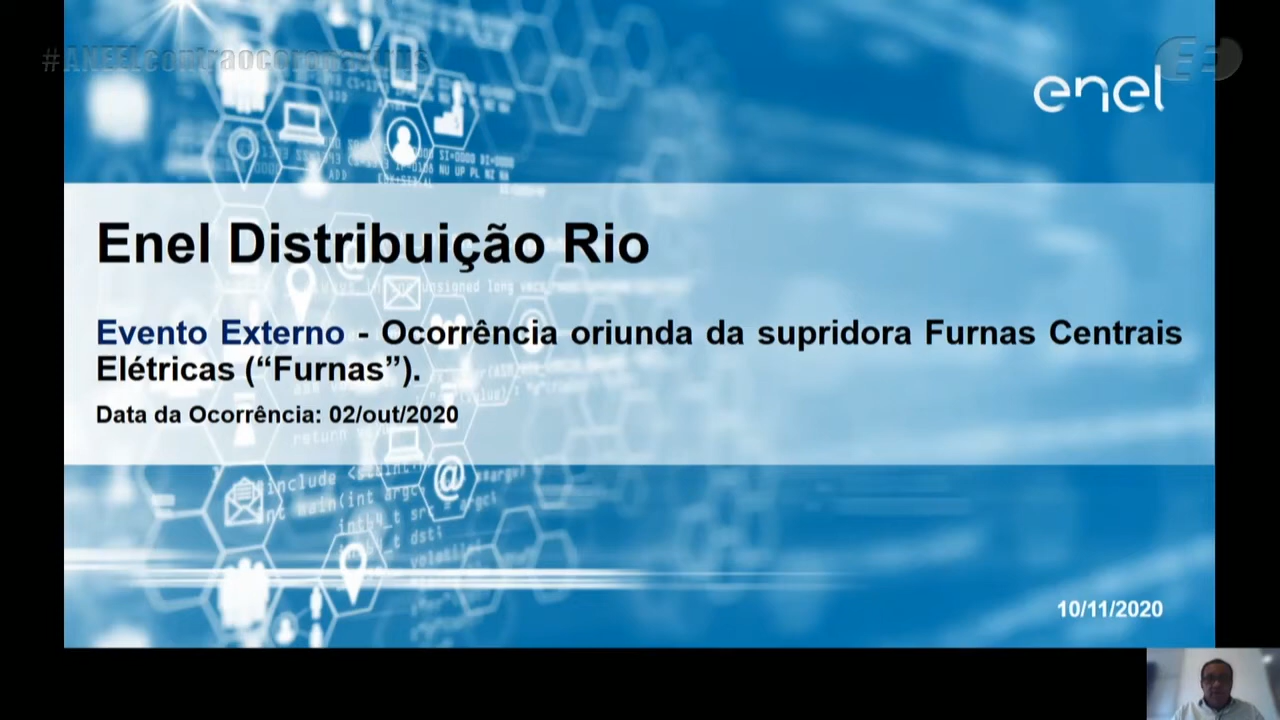 #ANEELcontraocoronavírus
enel
Enel Distribuição Rio
Evento Externo - Ocorrência oriunda da supridora Furnas Centrais
Elétricas (“Furnas”).
Data da Ocorrência: 02/out/2020
10/11/2020